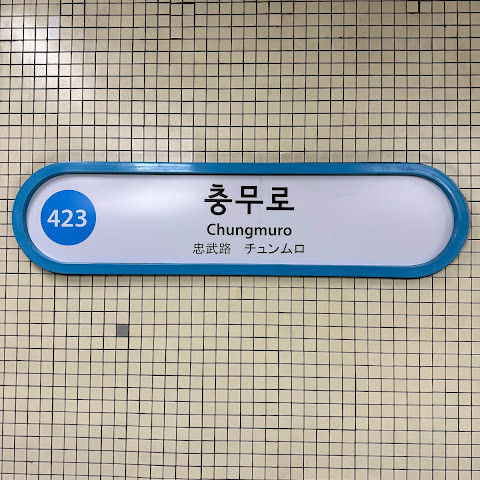 423
충무로
Chungmuro
忠武路 チュンムロ